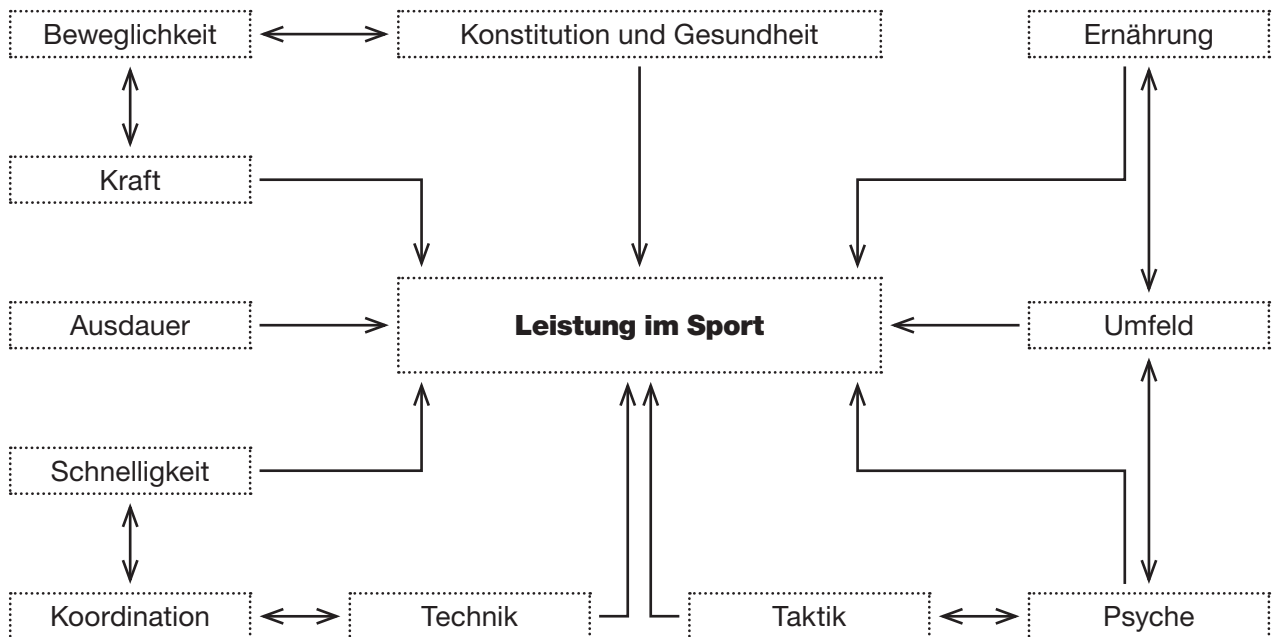 Beweglichkeit
Konstitution und Gesundheit
Ernährung
Kraft
Ausdauer
Leistung im Sport
Umfeld
Schnelligkeit
Koordination
Technik
Taktik
Psyche